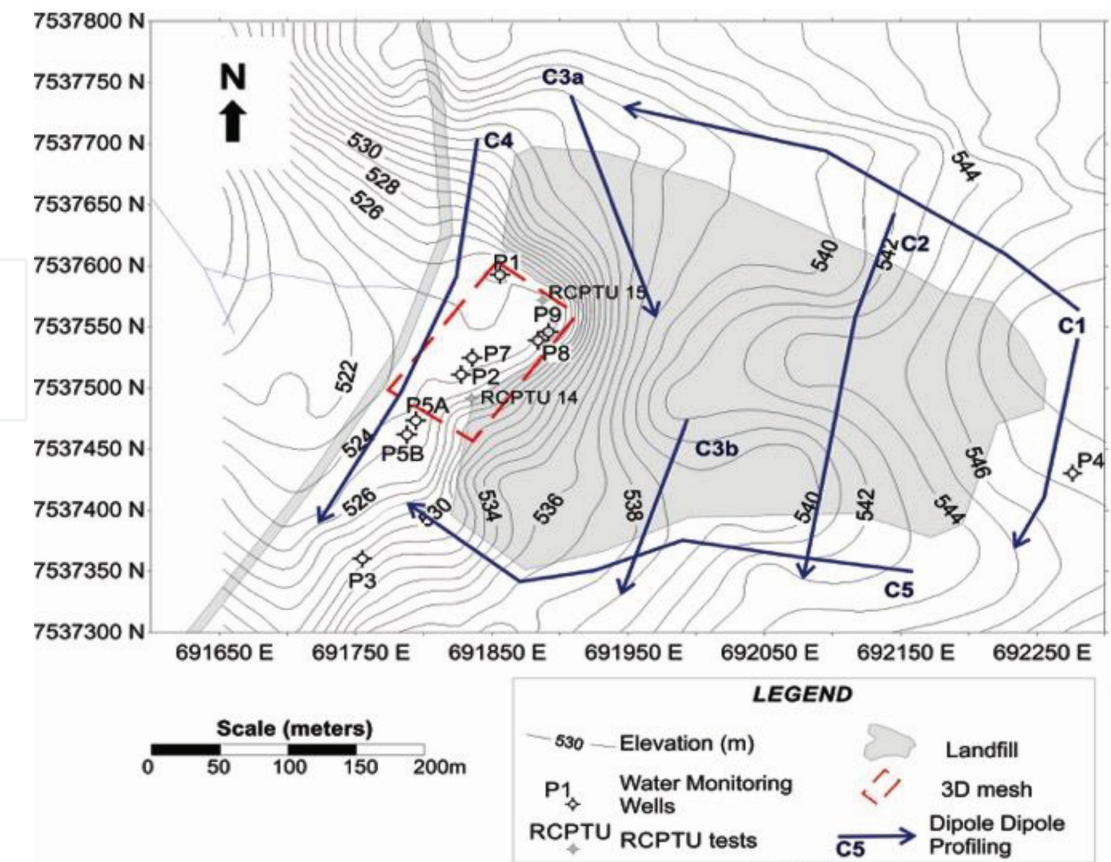 7537800 N
7537750 N
7537700 N
7537650 N
7537600 N
7537550 N
7537500 N
7537450 N
7537400 N
7537350 N
7537300 N
691650 E 691750 E 691850 E 691950 E 692050 E 692150 E 692250 E
N
C3a
C4
530
528
526
544
540
542
C2
P1
RCPTU 15
P9
P8
C1
P7
P2
522
RCPTU 14
P5A
P5B
524
C3b
546
P4
526
530
534
536
538
540
542
544
P3
C5
Scale (meters)
0 50 100 150 200m
LEGEND
530 Elevation (m)
Landfill
P1 Water Monitoring
Wells
3D mesh
RCPTU RCPTU tests
C5 Dipole Dipole
Profiling